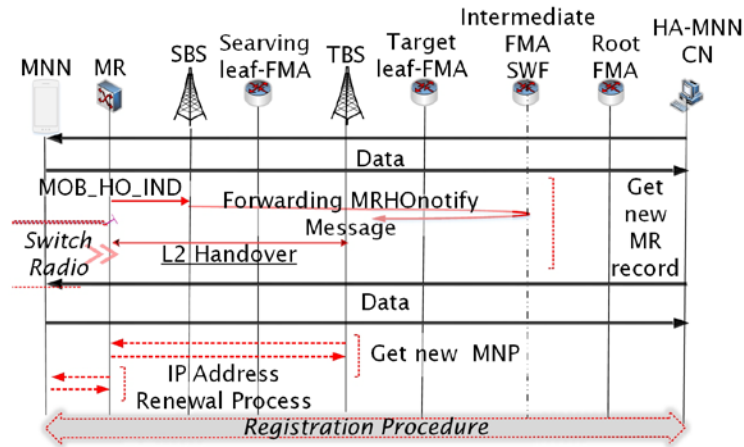 MNN
MR
SBS
Searving
leaf-FMA
TBS
Target
leaf-FMA
Intermediate
FMA
SWF
Root
FMA
HA-MNN
CN
Data
MOB_HO_IND
Forwarding MRHOnotify
Message
Get
new
MR
record
Switch
Radio
L2 Handover
Data
Get new MNP
IP Address
Renewal Process
Registration Procedure